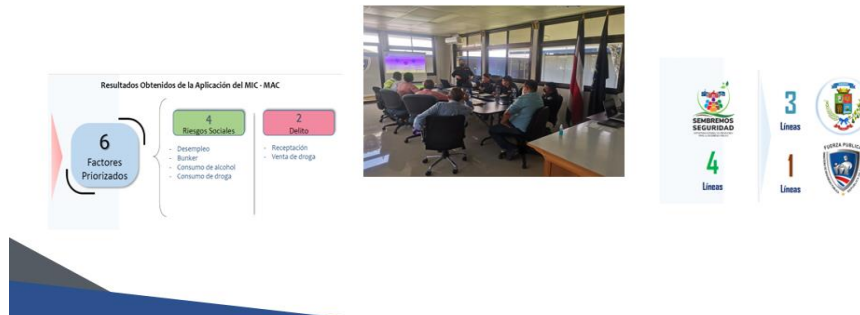 Resultados Obtenidos de la Aplicación del MIC - MAC
6
Factores
Priorizados
4
Riesgos Sociales
- Desempleo
- Bunker
- Consumo de alcohol
- Consumo de droga
2
Delito
- Receptación
- Venta de droga
SEMBREMOS
SEGURIDAD
4
Líneas
3
Líneas
1
Líneas
FUERZA PUBLICA